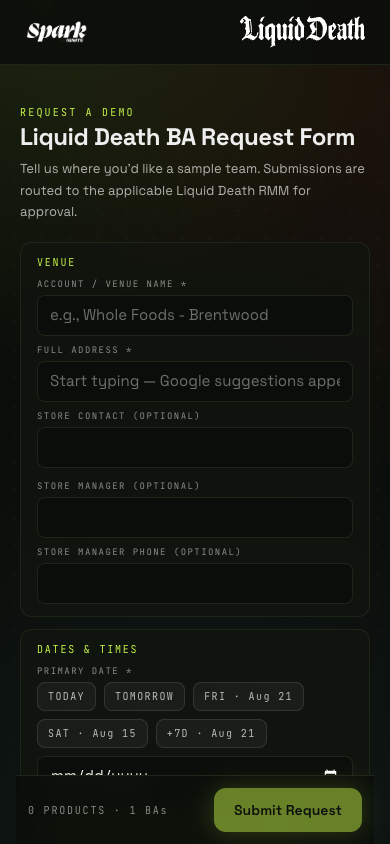 Spark
Liquid Death
REQUEST A DEMO
Liquid Death BA Request Form
Tell us where you'd like a sample team. Submissions are
routed to the applicable Liquid Death RMM for
approval.
VENUE
ACCOUNT / VENUE NAME *
e.g., Whole Foods - Brentwood
FULL ADDRESS *
Start typing — Google suggestions appe
STORE CONTACT (OPTIONAL)
STORE MANAGER (OPTIONAL)
STORE MANAGER PHONE (OPTIONAL)
DATES & TIMES
PRIMARY DATE *
TODAY
TOMORROW
FRI · Aug 21
SAT · Aug 15
+7D · Aug 21
mm/dd/yyyy
0 PRODUCTS · 1 BAs
Submit Request